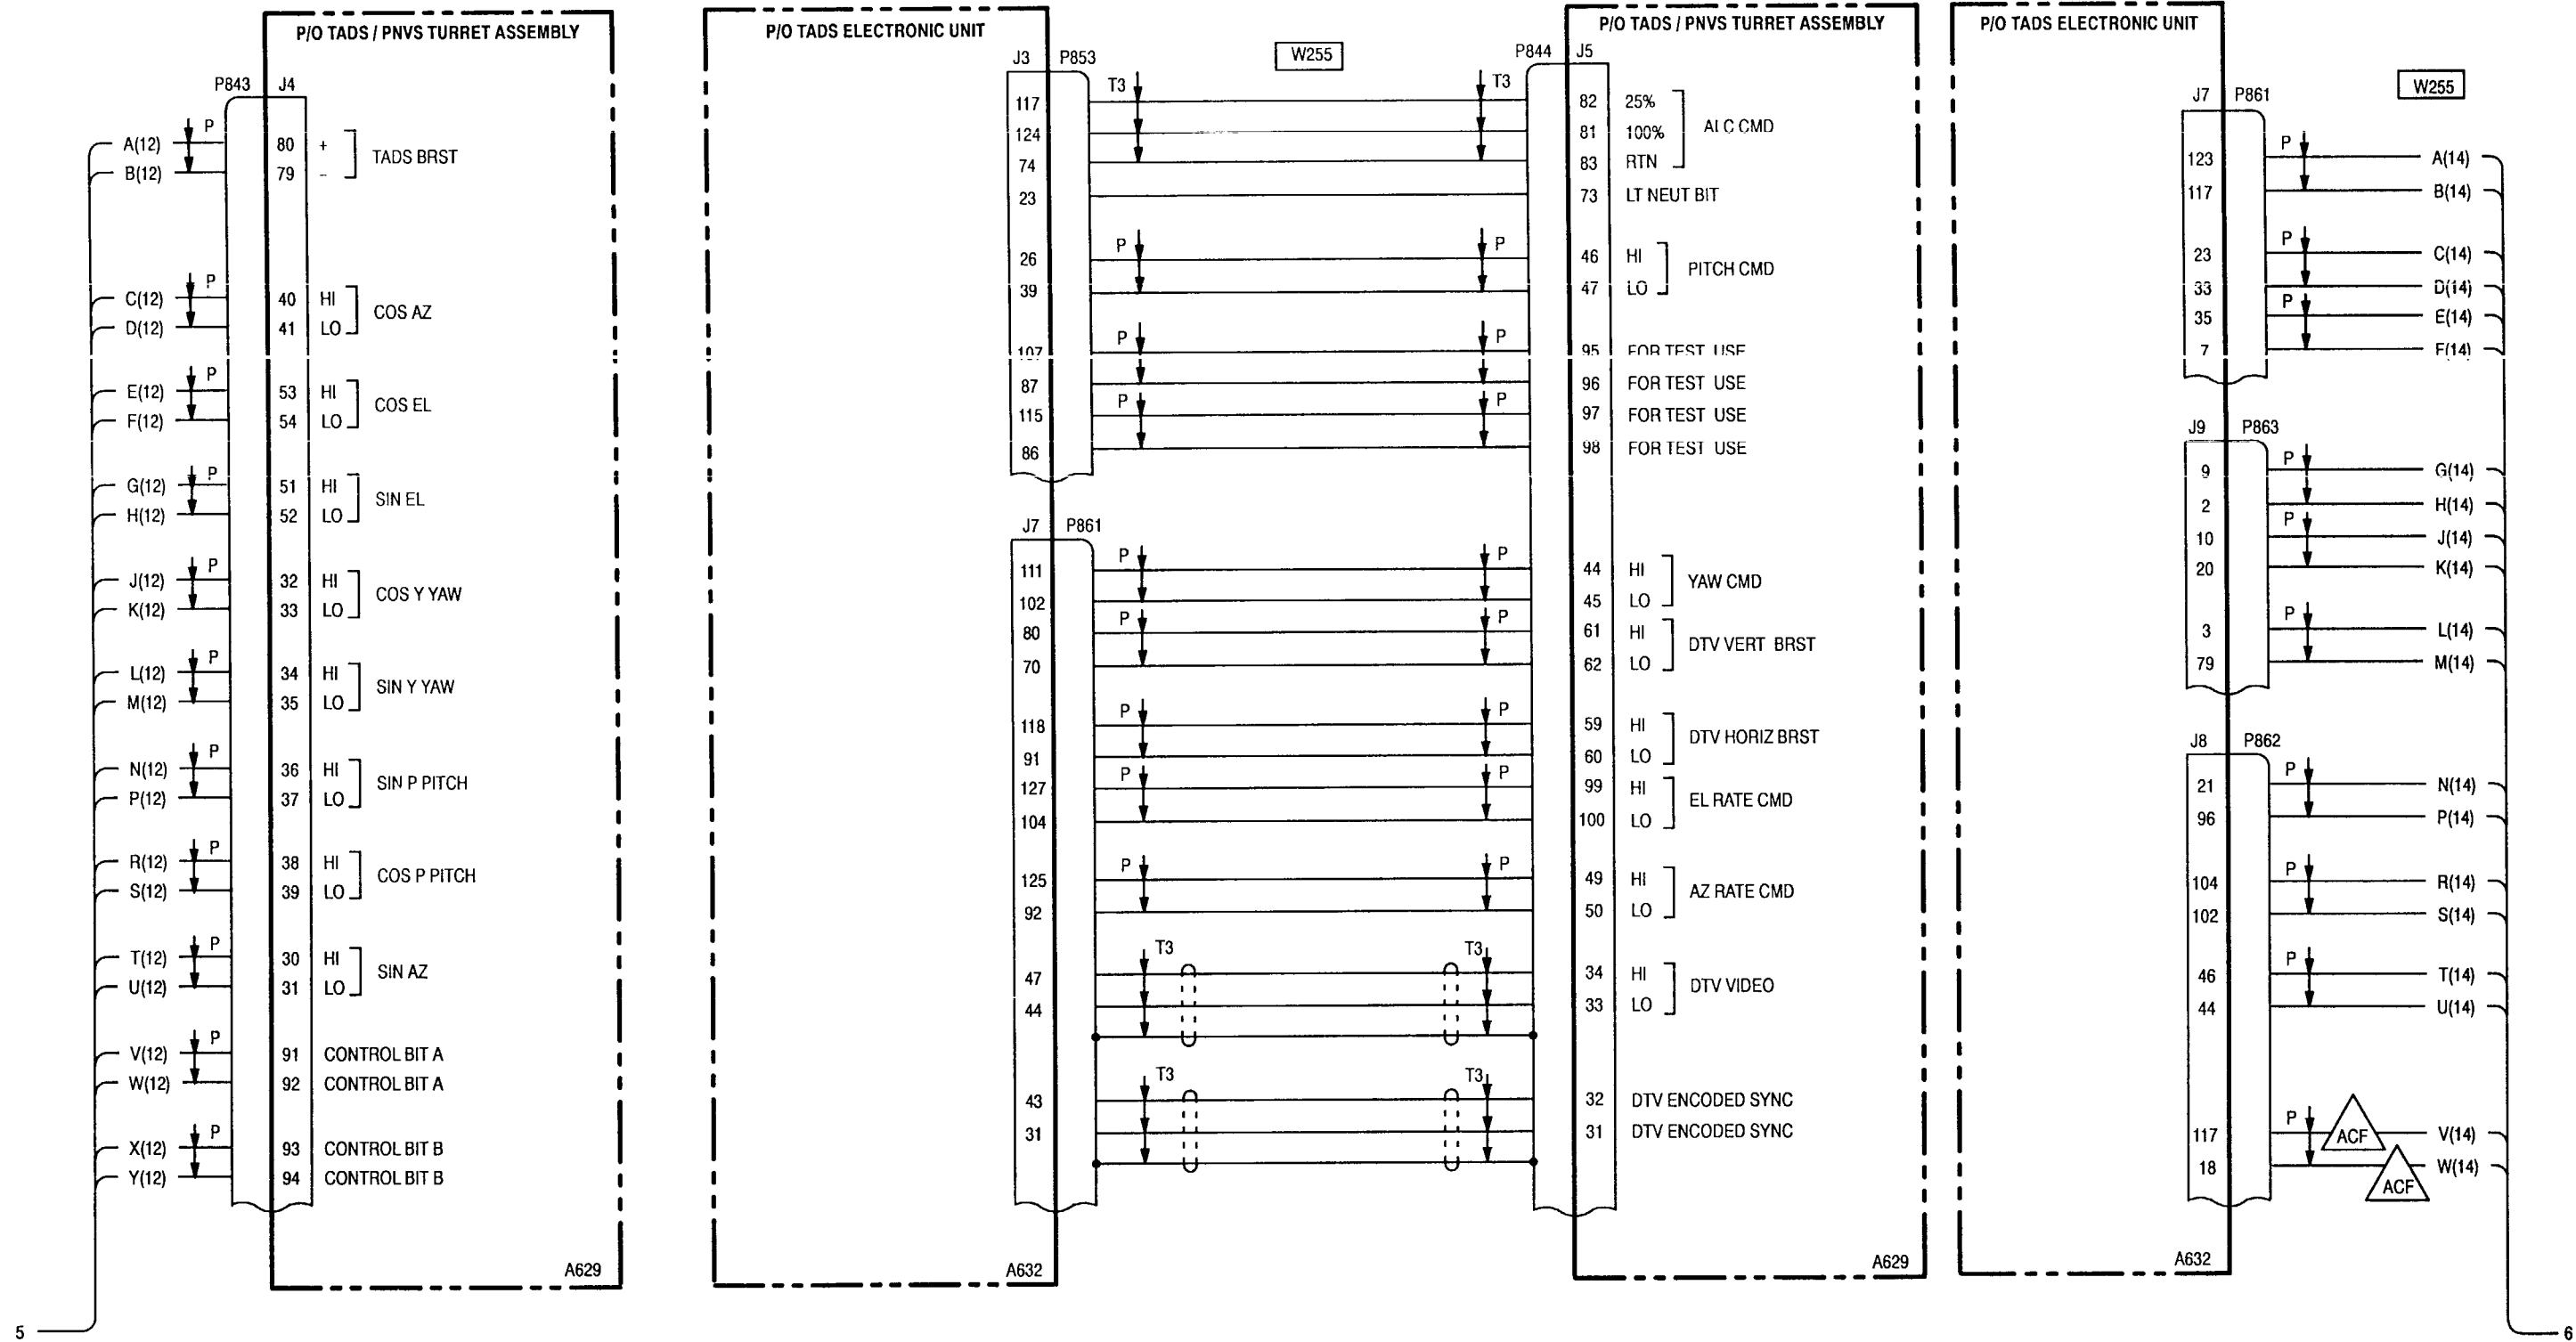 P/O TADS / PNVS TURRET ASSEMBLY
P843 J4
A(12) P 80 +
TADS BRST
B(12) 79 –
C(12) P 40 HI
COS AZ
D(12) 41 LO
E(12) P 53 HI
COS EL
F(12) 54 LO
G(12) P 51 HI
SIN EL
H(12) 52 LO
J(12) P 32 HI
COS Y YAW
K(12) 33 LO
L(12) P 34 HI
SIN Y YAW
M(12) 35 LO
N(12) P 36 HI
SIN P PITCH
P(12) 37 LO
R(12) P 38 HI
COS P PITCH
S(12) 39 LO
T(12) P 30 HI
SIN AZ
U(12) 31 LO
V(12) P 91 CONTROL BIT A
W(12) 92 CONTROL BIT A
X(12) P 93 CONTROL BIT B
Y(12) 94 CONTROL BIT B
A629
5
P/O TADS ELECTRONIC UNIT
W255
P/O TADS / PNVS TURRET ASSEMBLY
J3 P853 P844 J5
117 T3 T3 82 25%
124 81 100% ALC CMD
74 83 RTN
23 73 LT NEUT BIT
26 P P 46 HI
PITCH CMD
39 47 LO
107 P P 95 FOR TEST USE
87 96 FOR TEST USE
115 P P 97 FOR TEST USE
86 98 FOR TEST USE
J7 P861
111 P P 44 HI
YAW CMD
102 45 LO
80 P P 61 HI
DTV VERT BRST
70 62 LO
118 P P 59 HI
DTV HORIZ BRST
91 60 LO
127 P P 99 HI
EL RATE CMD
104 100 LO
125 P P 49 HI
AZ RATE CMD
92 50 LO
47 T3 T3 34 HI
DTV VIDEO
44 33 LO
43 T3 T3 32 DTV ENCODED SYNC
31 31 DTV ENCODED SYNC
A632
A629
P/O TADS ELECTRONIC UNIT
W255
J7 P861
123 P A(14)
117 B(14)
23 P C(14)
33 D(14)
35 P E(14)
7 F(14)
J9 P863
9 P G(14)
2 H(14)
10 P J(14)
20 K(14)
3 P L(14)
79 M(14)
J8 P862
21 P N(14)
96 P(14)
104 P R(14)
102 S(14)
46 P T(14)
44 U(14)
117 P ACF V(14)
18 ACF W(14)
A632
6